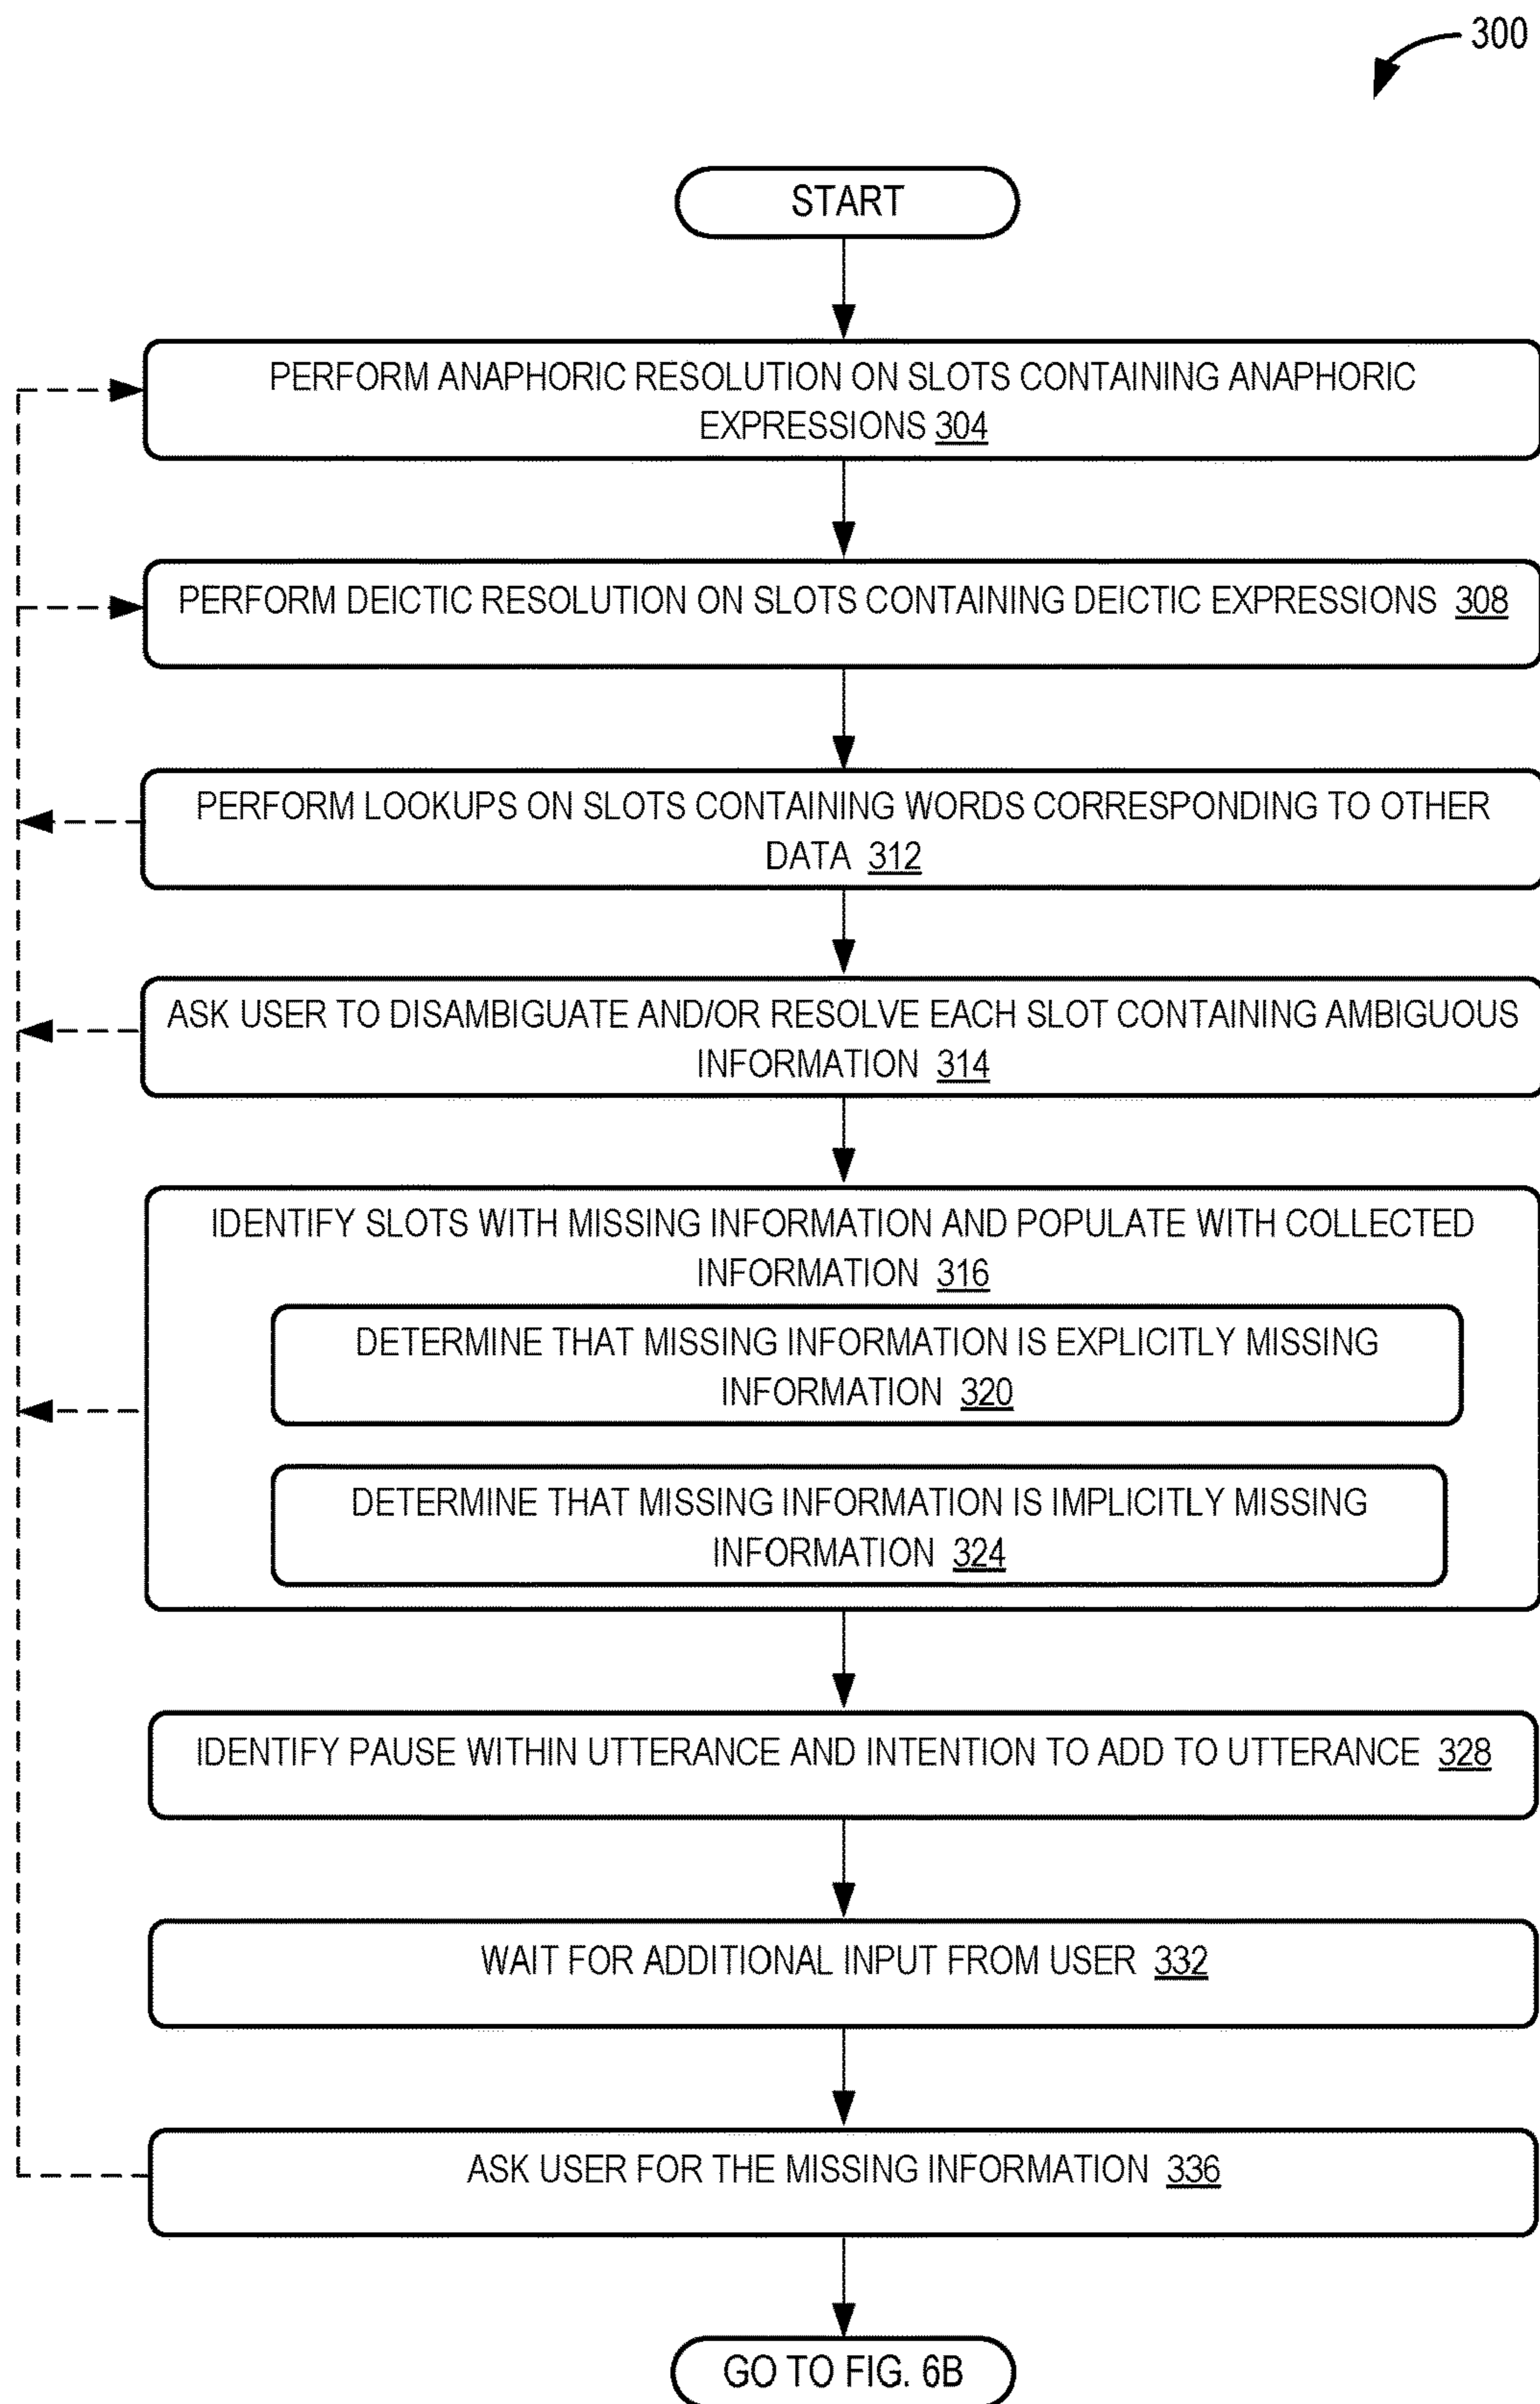 300
START
PERFORM ANAPHORIC RESOLUTION ON SLOTS CONTAINING ANAPHORIC
EXPRESSIONS 304
PERFORM DEICTIC RESOLUTION ON SLOTS CONTAINING DEICTIC EXPRESSIONS 308
PERFORM LOOKUPS ON SLOTS CONTAINING WORDS CORRESPONDING TO OTHER
DATA 312
ASK USER TO DISAMBIGUATE AND/OR RESOLVE EACH SLOT CONTAINING AMBIGUOUS
INFORMATION 314
IDENTIFY SLOTS WITH MISSING INFORMATION AND POPULATE WITH COLLECTED
INFORMATION 316
DETERMINE THAT MISSING INFORMATION IS EXPLICITLY MISSING
INFORMATION 320
DETERMINE THAT MISSING INFORMATION IS IMPLICITLY MISSING
INFORMATION 324
IDENTIFY PAUSE WITHIN UTTERANCE AND INTENTION TO ADD TO UTTERANCE 328
WAIT FOR ADDITIONAL INPUT FROM USER 332
ASK USER FOR THE MISSING INFORMATION 336
GO TO FIG. 6B